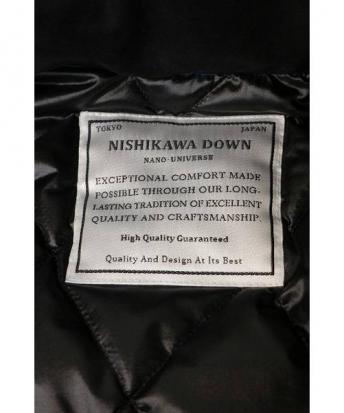 TOKYO JAPAN
NISHIKAWA DOWN
NANO·UNIVERSE
EXCEPTIONAL COMFORT MADE
POSSIBLE THROUGH OUR LONG-
LASTING TRADITION OF EXCELLENT
QUALITY AND CRAFTSMANSHIP.
High Quality Guaranteed
Quality And Design At Its Best